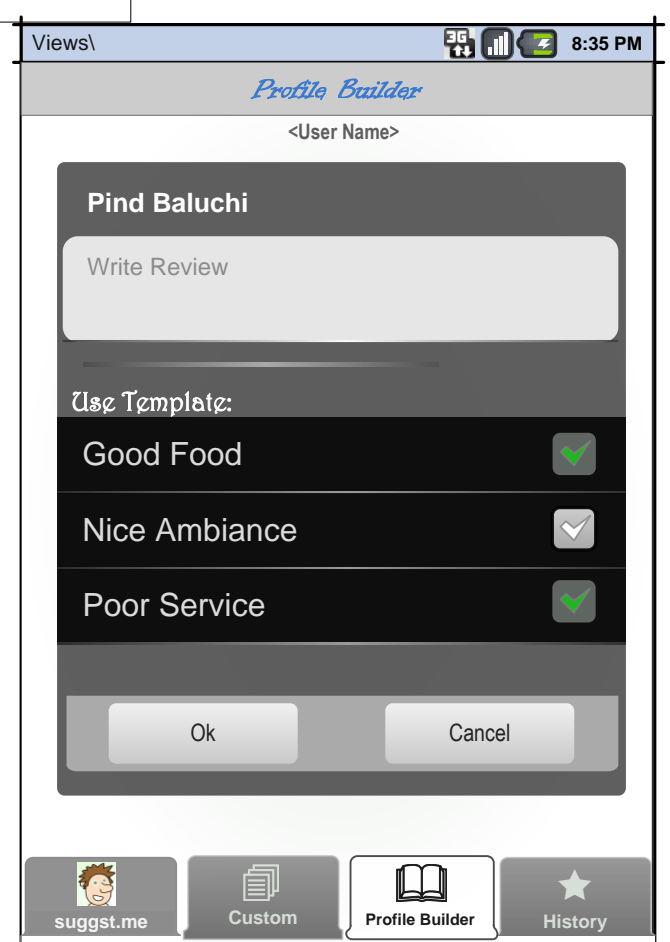 Views\
3G
8:35 PM
Profile Builder
<User Name>
Pind Baluchi
Write Review
Use Template:
Good Food
Nice Ambiance
Poor Service
Ok
Cancel
suggst.me
Custom
Profile Builder
History